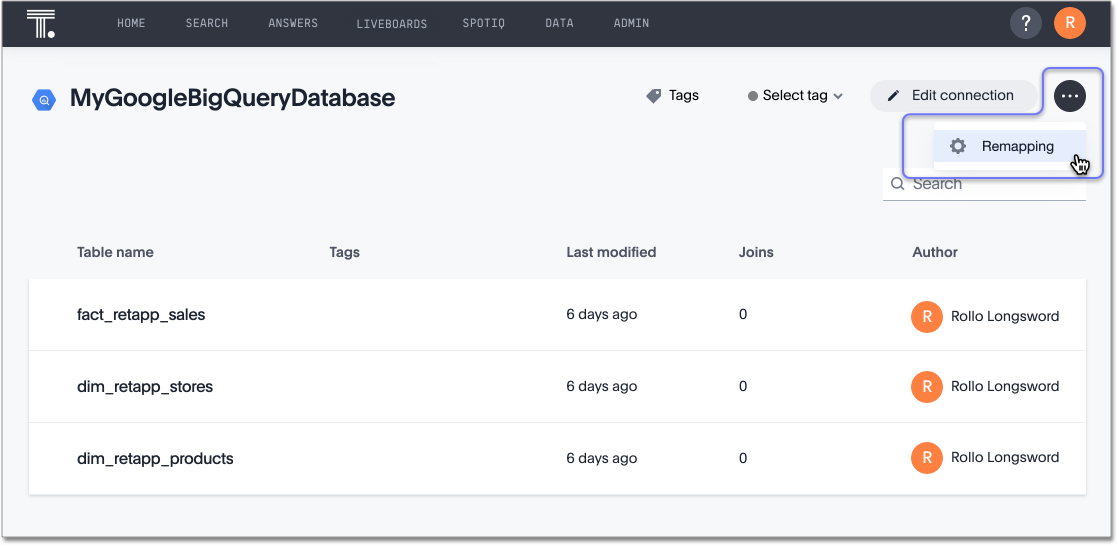 T. HOME SEARCH ANSWERS LIVEBOARDS SPOTIQ DATA ADMIN ? R
MyGoogleBigQueryDatabase Tags Select tag Edit connection ...
Remapping
Search
Table name Tags Last modified Joins Author
fact_retapp_sales 6 days ago 0 R Rollo Longsword
dim_retapp_stores 6 days ago 0 R Rollo Longsword
dim_retapp_products 6 days ago 0 R Rollo Longsword